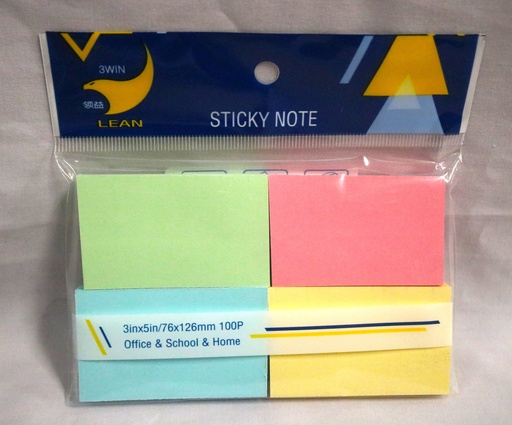 3WIN
领益
LEAN
STICKY NOTE
3inx5in/76x126mm 100P
Office & School & Home